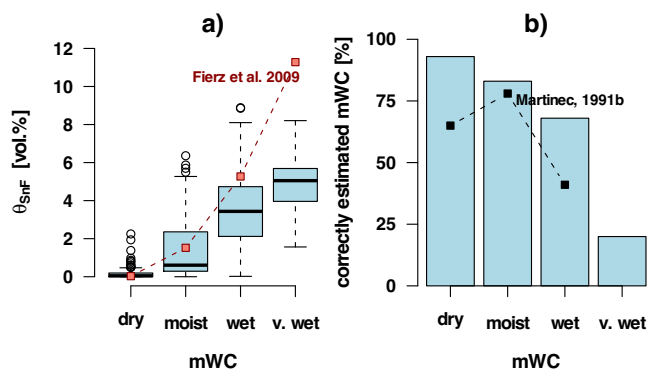 a)
12
10
8
6
4
2
0
θSnF [vol.%]
Fierz et al. 2009
dry moist wet v. wet
mWC
b)
100
75
50
25
0
correctly estimated mWC [%]
Martinec, 1991b
dry moist wet v. wet
mWC